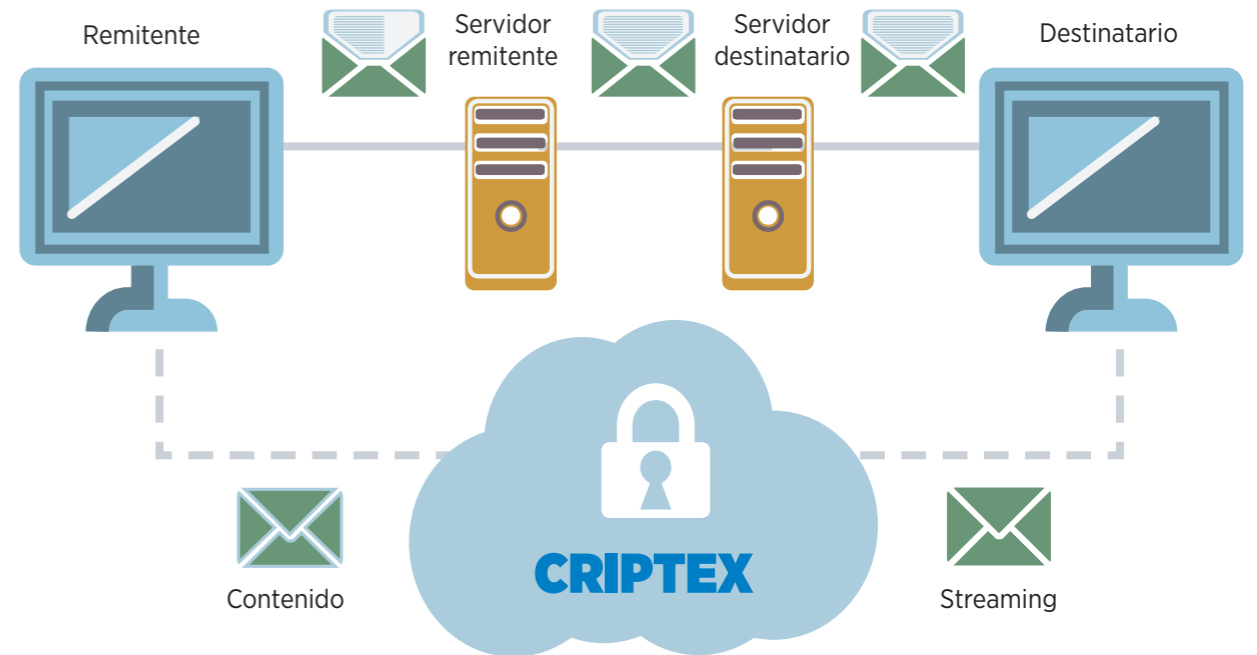 Remitente
Servidor
remitente
Servidor
destinatario
Destinatario
CRIPTEX
Contenido
Streaming